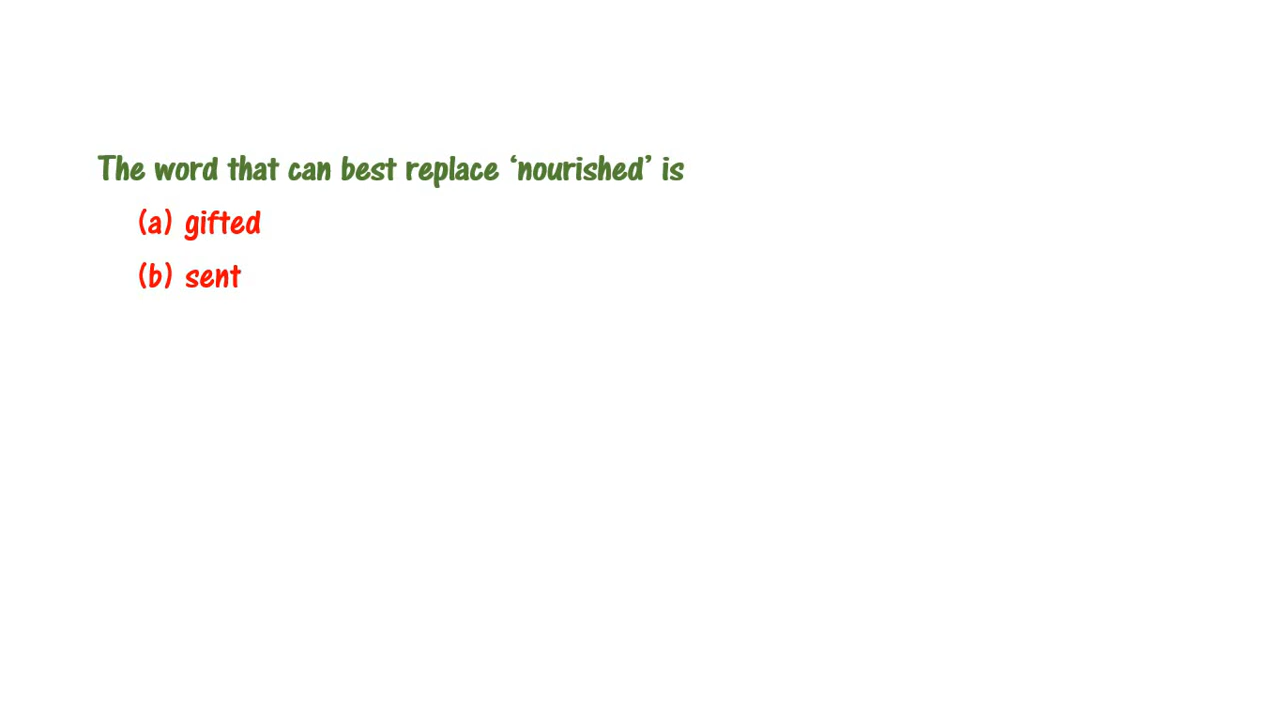 The word that can best replace ‘nourished’ is
(a) gifted
(b) sent